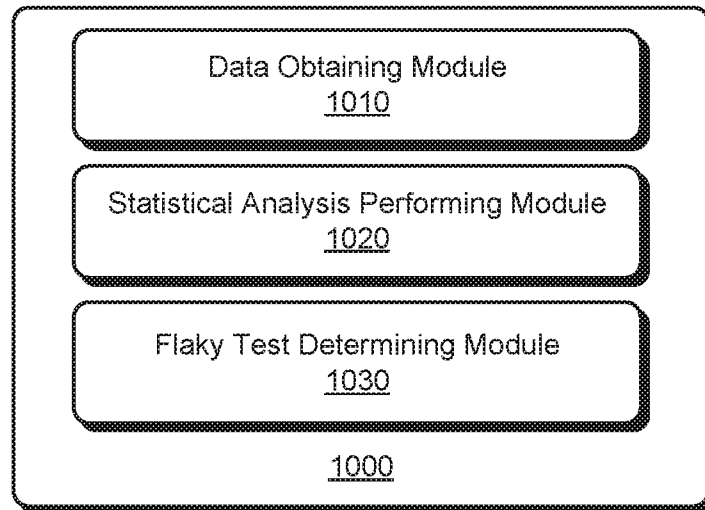 Data Obtaining Module
1010
Statistical Analysis Performing Module
1020
Flaky Test Determining Module
1030
1000